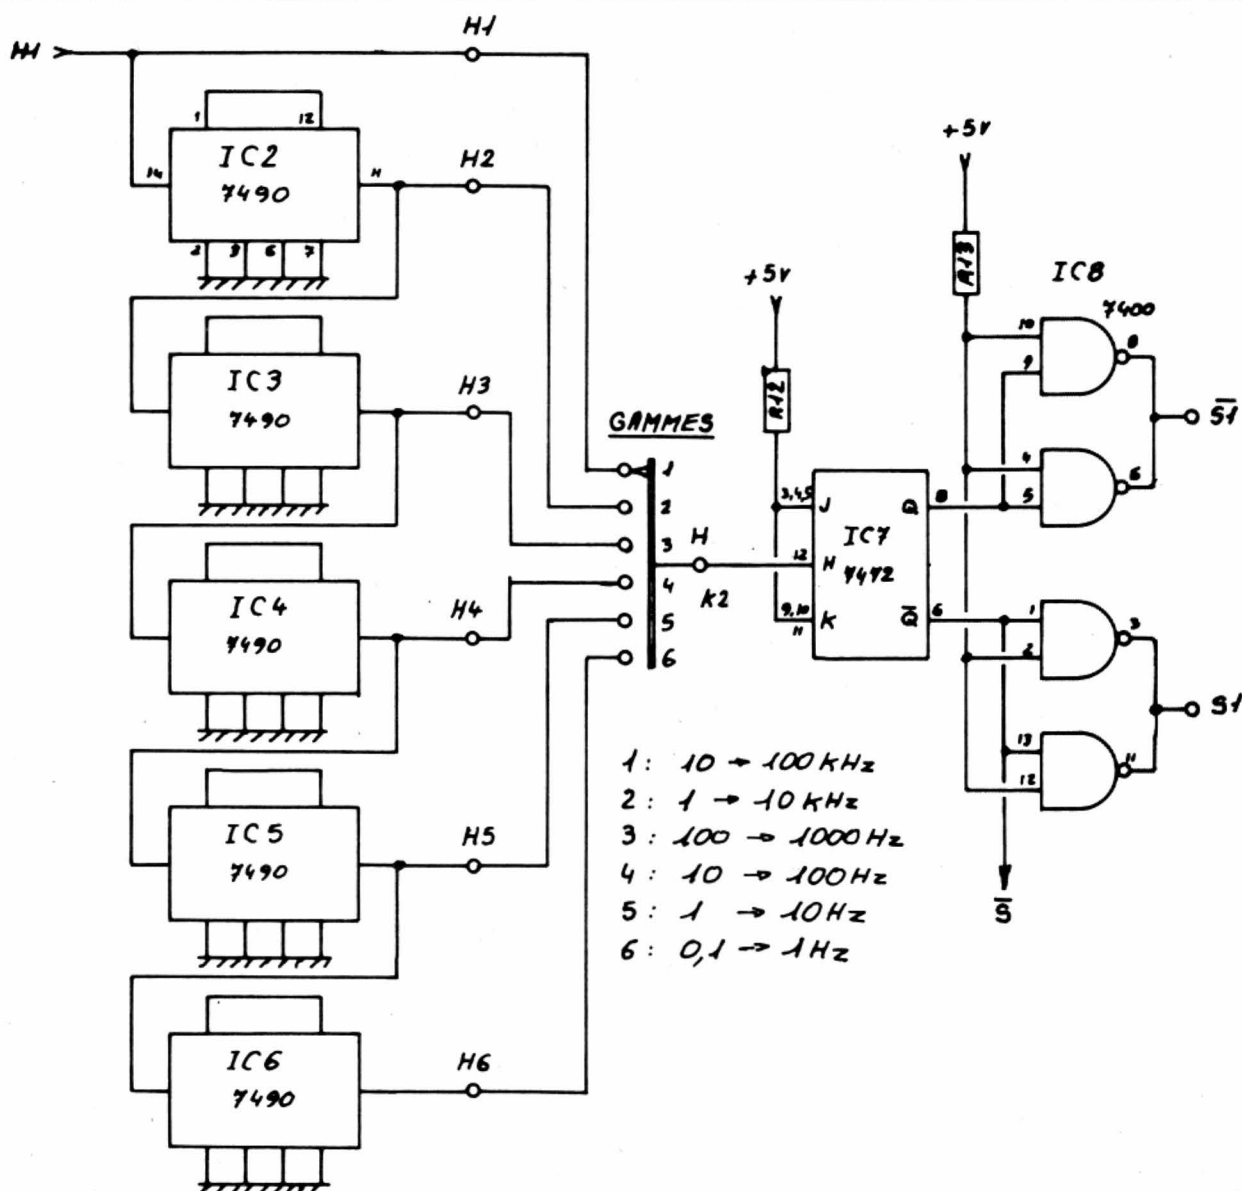 H1
H1
1 12
IC2
7490
14
11
2 3 6 7
H2
IC3
7490
H3
IC4
7490
H4
IC5
7490
H5
IC6
7490
H6
GAMMES
1
2
3
4
5
6
H
K2
+5V
R12
3,4,5 J
12 H
9,10 K
11
IC7
7472
Q 8
Q̅ 6
+5V
R13
IC8
7400
10
9
8
4
5
6
S̅1̅
1
2
3
13
12
11
S1
S̅
1 : 10 → 100 kHz
2 : 1 → 10 kHz
3 : 100 → 1000 Hz
4 : 10 → 100 Hz
5 : 1 → 10 Hz
6 : 0,1 → 1 Hz